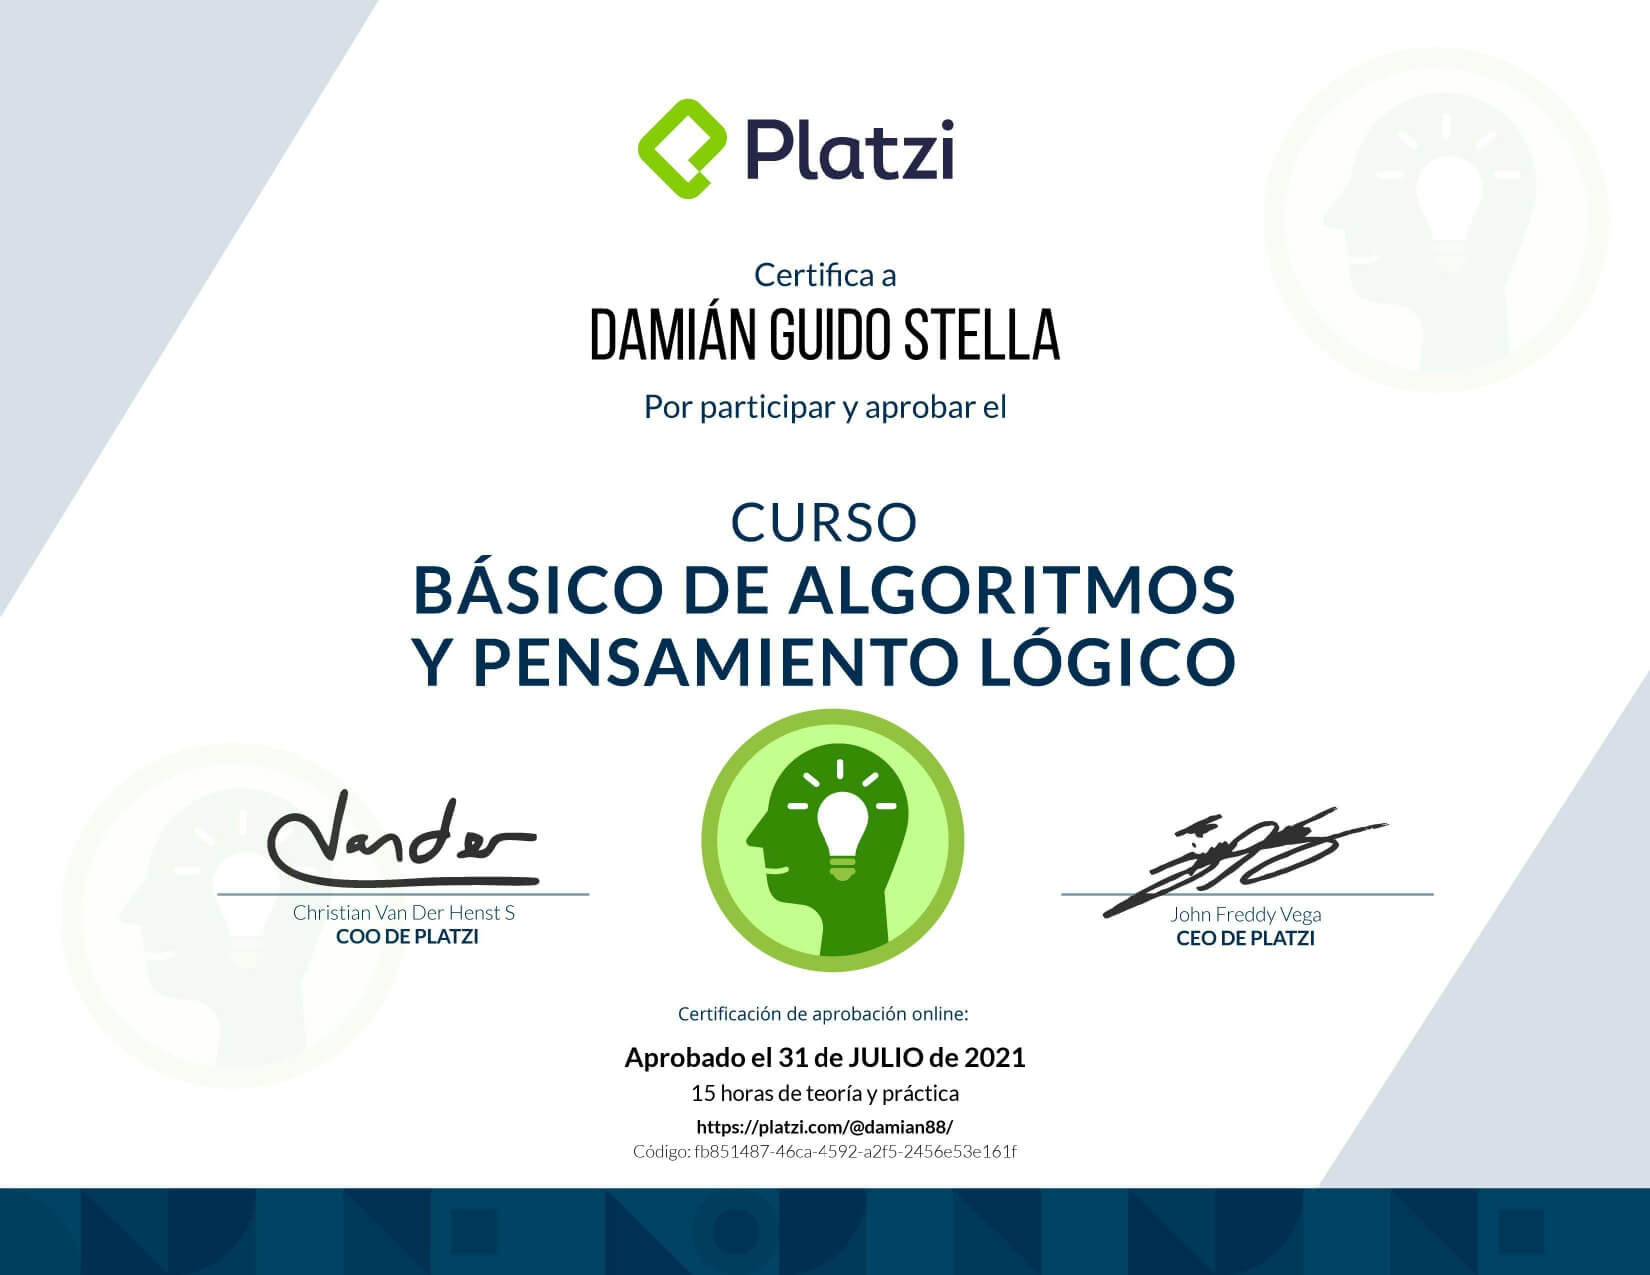 Platzi
Certifica a
DAMIÁN GUIDO STELLA
Por participar y aprobar el
CURSO
BÁSICO DE ALGORITMOS
Y PENSAMIENTO LÓGICO
Vander
Christian Van Der Henst S
COO DE PLATZI
John Freddy Vega
CEO DE PLATZI
Certificación de aprobación online:
Aprobado el 31 de JULIO de 2021
15 horas de teoría y práctica
https://platzi.com/@damian88/
Código: fb851487-46ca-4592-a2f5-2456e53e161f